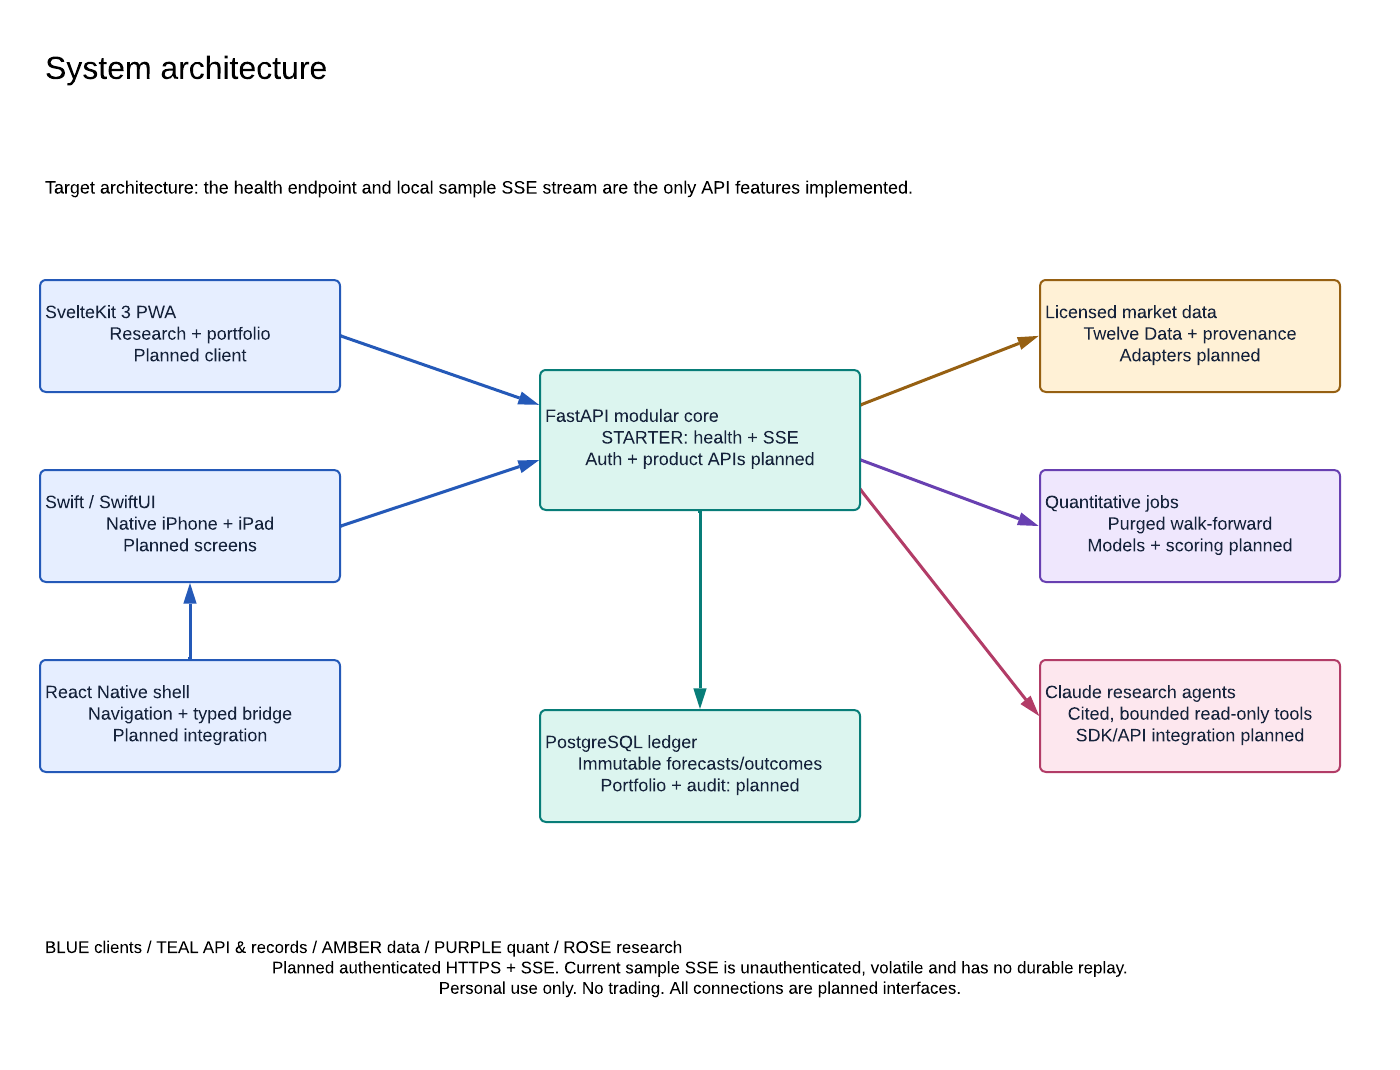 System architecture
Target architecture: the health endpoint and local sample SSE stream are the only API features implemented.
SvelteKit 3 PWA
Research + portfolio
Planned client
Swift / SwiftUI
Native iPhone + iPad
Planned screens
React Native shell
Navigation + typed bridge
Planned integration
FastAPI modular core
STARTER: health + SSE
Auth + product APIs planned
PostgreSQL ledger
Immutable forecasts/outcomes
Portfolio + audit: planned
Licensed market data
Twelve Data + provenance
Adapters planned
Quantitative jobs
Purged walk-forward
Models + scoring planned
Claude research agents
Cited, bounded read-only tools
SDK/API integration planned
BLUE clients / TEAL API & records / AMBER data / PURPLE quant / ROSE research
Planned authenticated HTTPS + SSE. Current sample SSE is unauthenticated, volatile and has no durable replay.
Personal use only. No trading. All connections are planned interfaces.